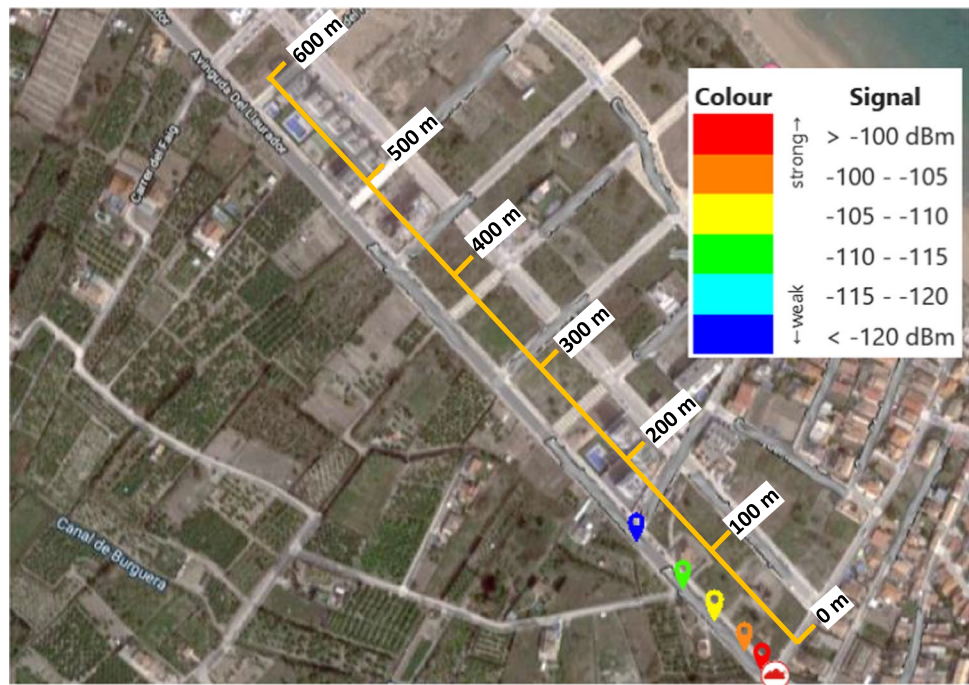 600 m
500 m
400 m
300 m
200 m
100 m
0 m
Avinguda Del Llaurador
Carrer del Faig
Canal de Burguera
Colour Signal
strong→
←weak
> -100 dBm
-100 - -105
-105 - -110
-110 - -115
-115 - -120
< -120 dBm